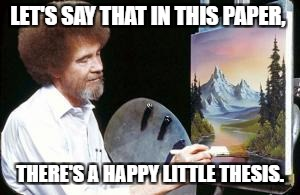 LET'S SAY THAT IN THIS PAPER,
THERE'S A HAPPY LITTLE THESIS.